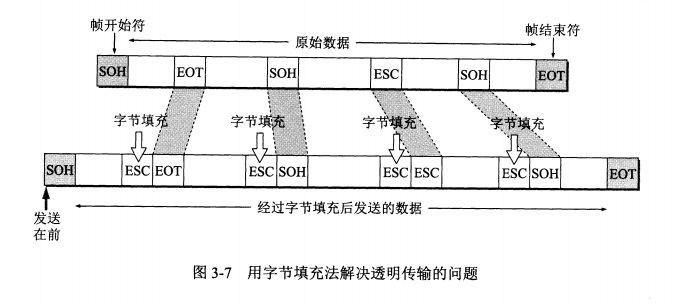 帧开始符 原始数据 帧结束符
SOH EOT SOH ESC SOH EOT
字节填充 字节填充 字节填充 字节填充
SOH ESC EOT ESC SOH ESC ESC ESC SOH EOT
发送
在前
经过字节填充后发送的数据
图 3-7 用字节填充法解决透明传输的问题